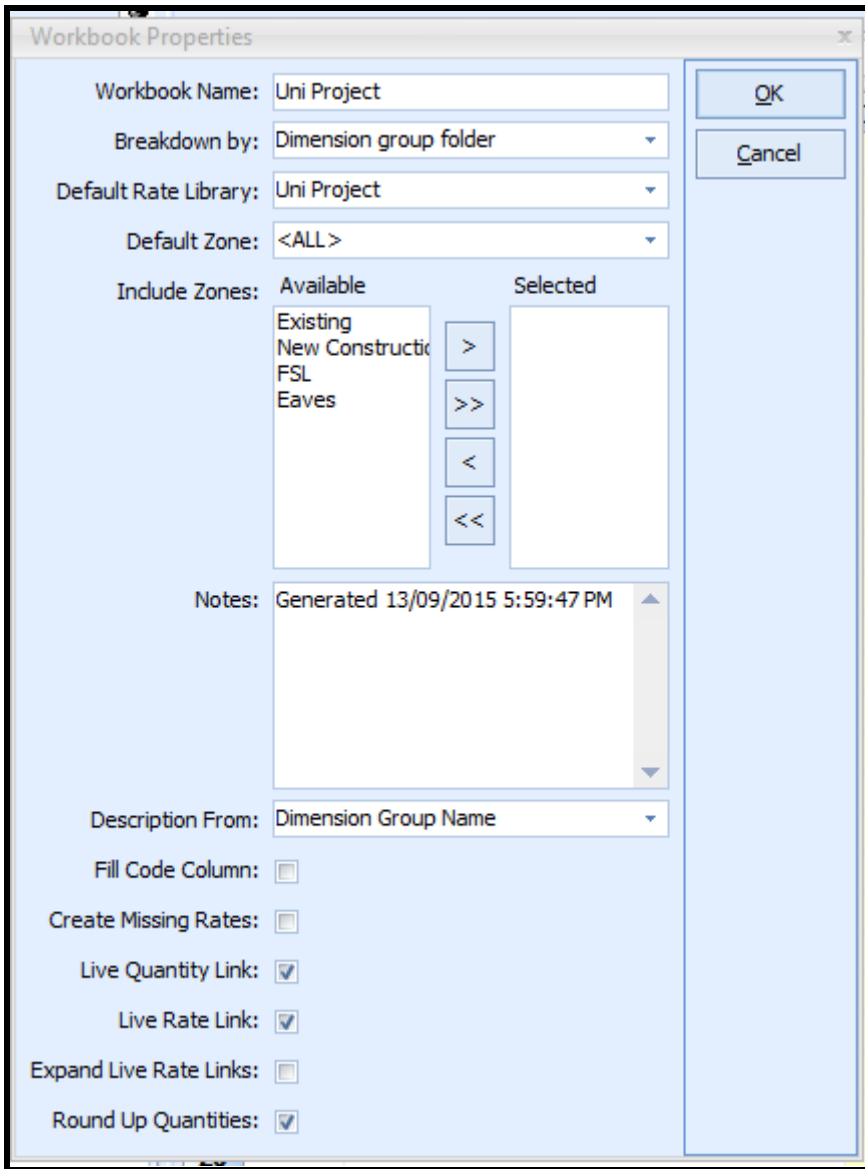 Workbook Properties
x
Workbook Name: Uni Project
OK
Breakdown by: Dimension group folder
Cancel
Default Rate Library: Uni Project
Default Zone: <ALL>
Include Zones: Available Selected
Existing
New Constructio
FSL
Eaves
>
>>
<
<<
Notes: Generated 13/09/2015 5:59:47 PM
Description From: Dimension Group Name
Fill Code Column:
Create Missing Rates:
Live Quantity Link:
Live Rate Link:
Expand Live Rate Links:
Round Up Quantities: